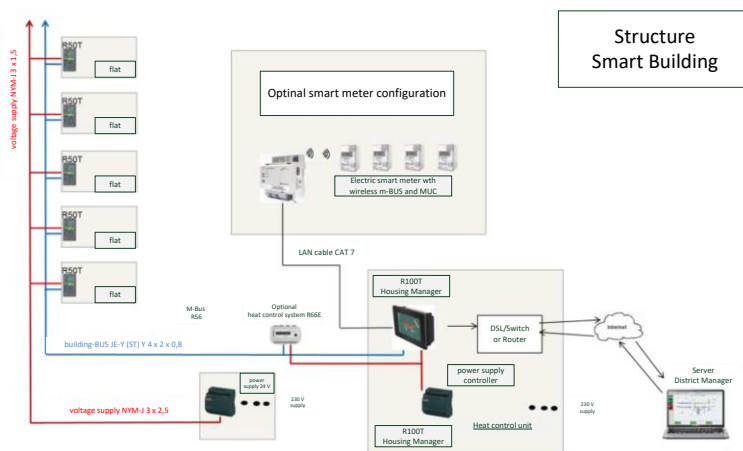 Structure
Smart Building
voltage supply NYM-J 3 x 1,5
R50T
flat
R50T
flat
R50T
flat
R50T
flat
R50T
flat
Optinal smart meter configuration
Electric smart meter wth
wireless m-BUS and MUC
LAN cable CAT 7
M-Bus
R56
Optional
heat control system R66E
R100T
Housing Manager
DSL/Switch
or Router
Internet
building-BUS JE-Y (ST) Y 4 x 2 x 0,8
power supply
controller
Server
District Manager
power
supply 24 V
230 V
supply
voltage supply NYM-J 3 x 2,5
230 V
supply
R100T
Housing Manager
Heat control unit